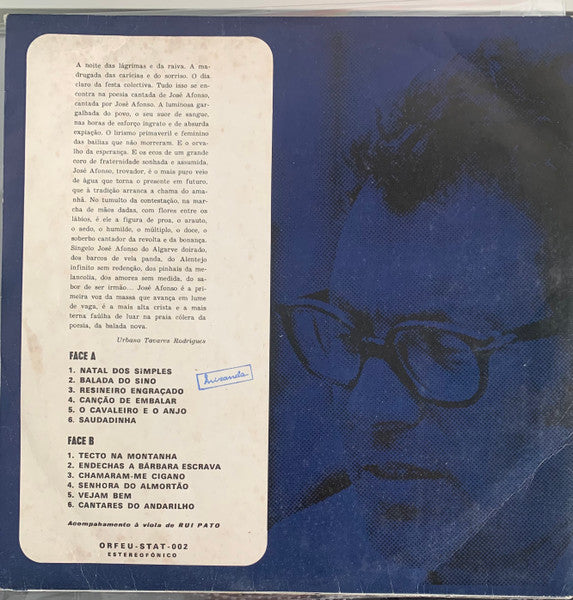 A noite das lágrimas e da raiva. A ma-
drugada das carícias e do sorriso. O dia
claro da festa colectiva. Tudo isso se en-
contra na poesia cantada de José Afonso,
cantada por José Afonso. A luminosa gar-
galhada do povo, o seu suor de sangue,
nas horas de esforço ingrato e de absurda
expiação. O lirismo primaveril e feminino
das bailias que não morreram. E o orva-
lho da esperança. E os ecos de um grande
coro de fraternidade sonhada e assumida.
José Afonso, trovador, é o mais puro veio
de água que torna o presente em futuro,
que à tradição arranca a chama do ama-
nhã. No tumulto da contestação, na mar-
cha de mãos dadas, com flores entre os
lábios, é ele a figura de proa, o arauto,
o aedo, o humilde, o múltiplo, o doce, o
soberbo cantador da revolta e da bonança.
Singelo José Afonso do Algarve doirado,
dos barcos de vela panda, do Alentejo
infinito sem redenção, dos pinhais da me-
lancolia, dos amores sem medida, do sa-
bor de ser irmão... José Afonso é a pri-
meira voz da massa que avança em lume
de vaga, é a mais alta crista e a mais
terna faúlha de luar na praia cólera da
poesia, da balada nova.
Urbano Tavares Rodrigues
FACE A
1. NATAL DOS SIMPLES
2. BALADA DO SINO
3. RESINEIRO ENGRAÇADO
4. CANÇÃO DE EMBALAR
5. O CAVALEIRO E O ANJO
6. SAUDADINHA
Miranda
FACE B
1. TECTO NA MONTANHA
2. ENDECHAS A BÁRBARA ESCRAVA
3. CHAMARAM-ME CIGANO
4. SENHORA DO ALMORTÃO
5. VEJAM BEM
6. CANTARES DO ANDARILHO
Acompahamento à viola de RUI PATO
ORFEU-STAT-002
ESTEREOFÓNICO